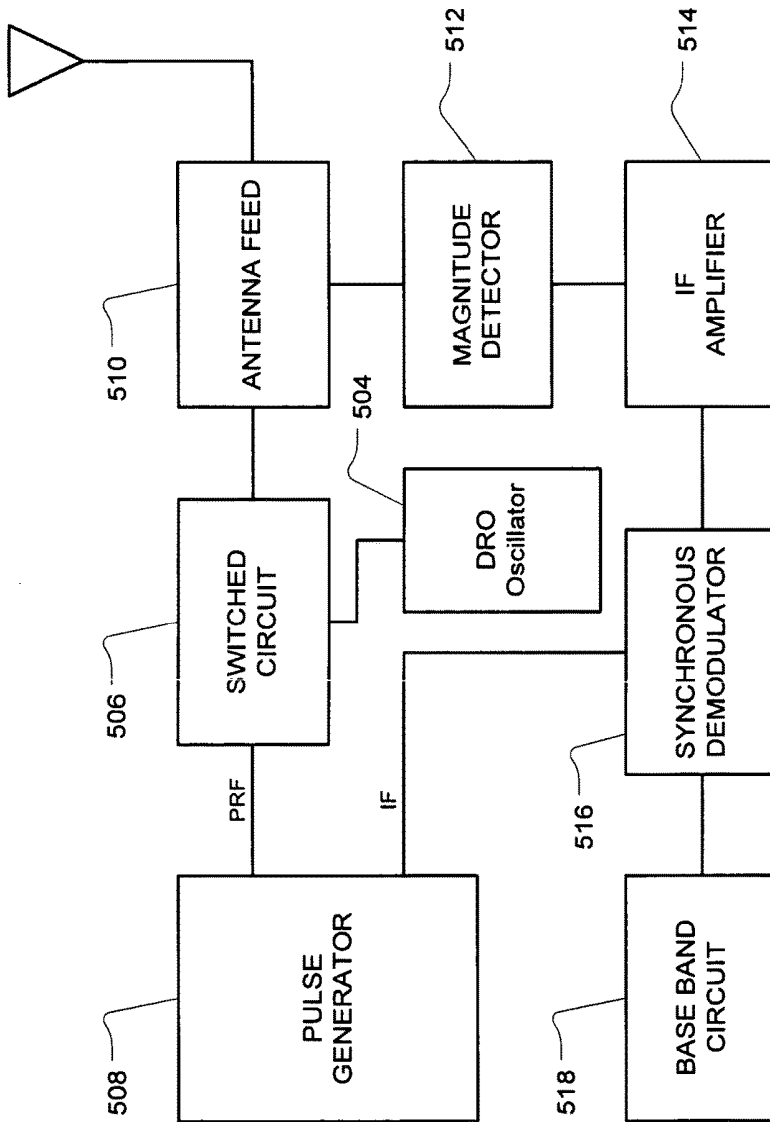 508
PULSE
GENERATOR
PRF
IF
506
SWITCHED
CIRCUIT
504
DRO
Oscillator
510
ANTENNA FEED
512
MAGNITUDE
DETECTOR
514
IF
AMPLIFIER
516
SYNCHRONOUS
DEMODULATOR
518
BASE BAND
CIRCUIT